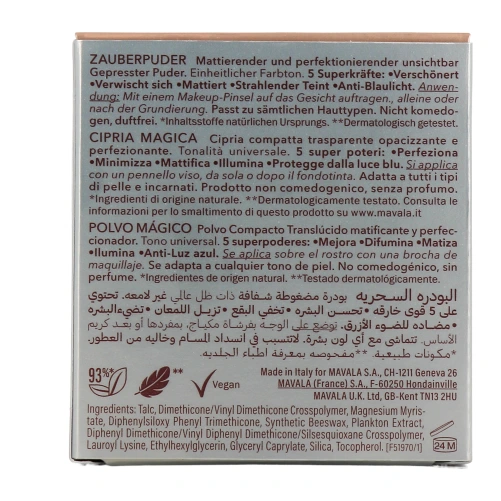 ZAUBERPUDER Mattierender und perfektionierender unsichtbar
Gepresster Puder. Einheitlicher Farbton. 5 Superkräfte: •Verschönert
•Verwischt sich •Mattiert •Strahlender Teint •Anti-Blaulicht. Anwen-
dung: Mit einem Makeup-Pinsel auf das Gesicht auftragen., alleine oder
nach der Grundierung. Passt zu sämtlichen Hauttypen. Nicht komedo-
gen, duftfrei. *Inhaltsstoffe natürlichen Ursprungs. **Dermatologisch getestet.
CIPRIA MAGICA Cipria compatta trasparente opacizzante e
perfezionante. Tonalità universale. 5 super poteri: •Perfeziona
•Minimizza •Mattifica •Illumina •Protegge dalla luce blu. Si applica
con un pennello viso, da sola o dopo il fondotinta. Adatta a tutti i tipi
di pelle e incarnati. Prodotto non comedogenico, senza profumo.
*Ingredienti di origine naturale. **Dermatologicamente testato. Consulta le
informazioni per lo smaltimento di questo prodotto su www.mavala.it
POLVO MÁGICO Polvo Compacto Translúcido matificante y perfec-
cionador. Tono universal. 5 superpoderes: •Mejora •Difumina •Matiza
•Ilumina •Anti-Luz azul. Se aplica sobre el rostro con una brocha de
maquillaje. Se adapta a cualquier tono de piel. No comedogénico, sin
perfume. *Ingredientes de origen natural. **Testado dermatológicamente.
البودره السحريه بودرة مضغوطة شفافة ذات ظل عالي غير لامعه. تحتوي
على 5 قوى خارقه: •تحسن البشره •تخفي البقع •تزيل اللمعان •تضيءالبشره
•مضاده للضوء الأزرق. توضع على الوجه بفرشاة مكياج، بمفردها أو بعد كريم
الأساس. تتماشى مع أي لون بشرة. لاتتسبب في انسداد المسام وخاليه من العطور.
*مكونات طبيعية. **مفحوصه بمعرفة اطباء الجلديه.
93%*
**
Vegan
Made in Italy for MAVALA S.A., CH-1211 Geneva 26
MAVALA (France) S.A., F-60250 Hondainville
MAVALA U.K. Ltd, GB-Kent TN13 2HU
Ingredients: Talc, Dimethicone/Vinyl Dimethicone Crosspolymer, Magnesium Myris-
tate, Diphenylsiloxy Phenyl Trimethicone, Synthetic Beeswax, Plankton Extract,
Diphenyl Dimethicone/Vinyl Diphenyl Dimethicone/Silsesquioxane Crosspolymer,
Lauroyl Lysine, Ethylhexylglycerin, Glyceryl Caprylate, Silica, Tocopherol. [F51970/1]
24 M